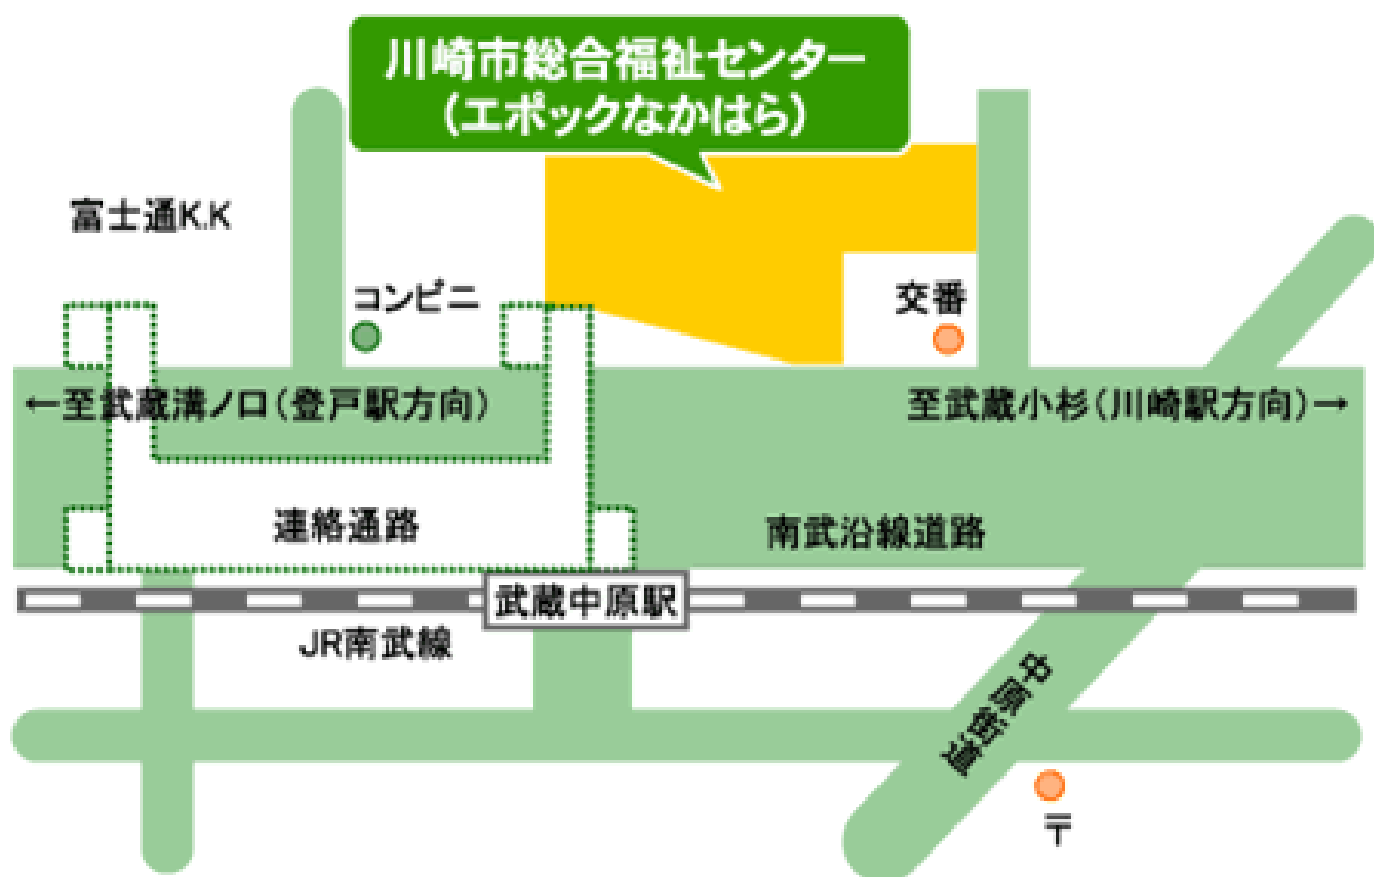 川崎市総合福祉センター
(エポックなかはら)
富士通K.K
コンビニ
交番
←至武蔵溝ノ口(登戸駅方向)
至武蔵小杉(川崎駅方向)→
連絡通路
南武沿線道路
武蔵中原駅
JR南武線
中原街道
〒